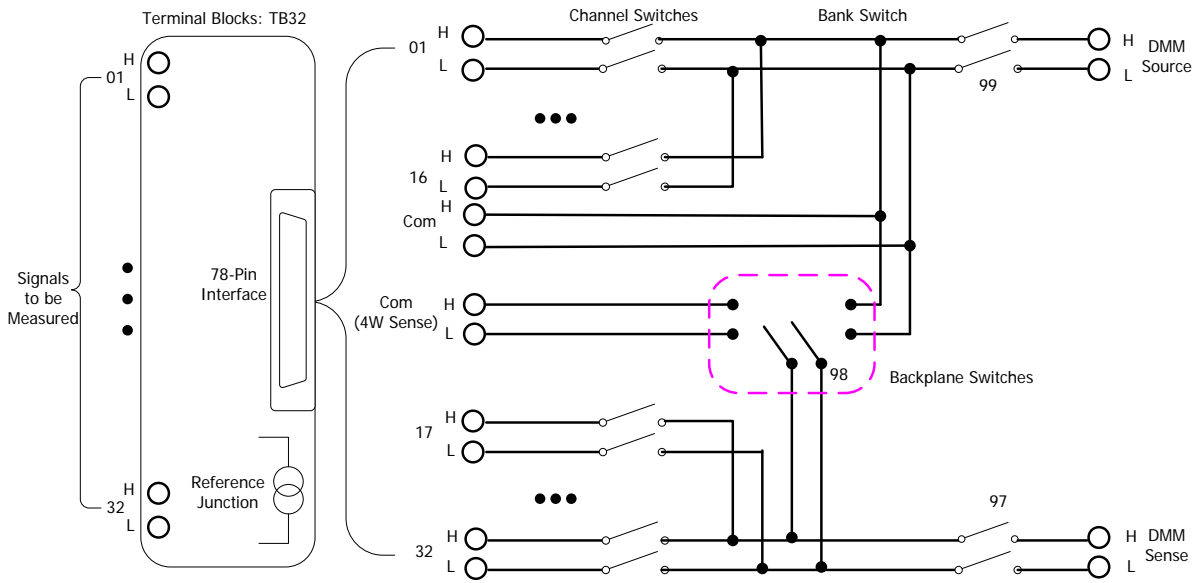 Terminal Blocks: TB32
H
01
L
Signals
to be
Measured
78-Pin
Interface
Reference
Junction
H
32
L
Channel Switches
Bank Switch
H
01
L
H
16
L
H
Com
L
Com
(4W Sense)
H
L
98
Backplane Switches
99
H
DMM
Source
L
H
17
L
H
32
L
97
H
DMM
Sense
L